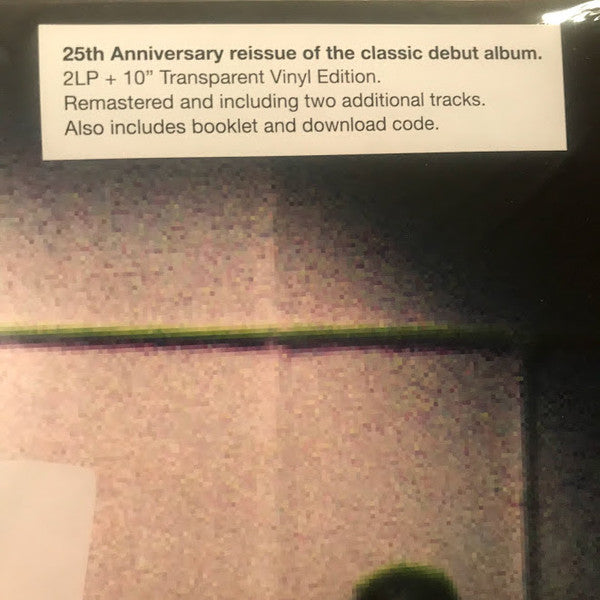 25th Anniversary reissue of the classic debut album.
2LP + 10” Transparent Vinyl Edition.
Remastered and including two additional tracks.
Also includes booklet and download code.